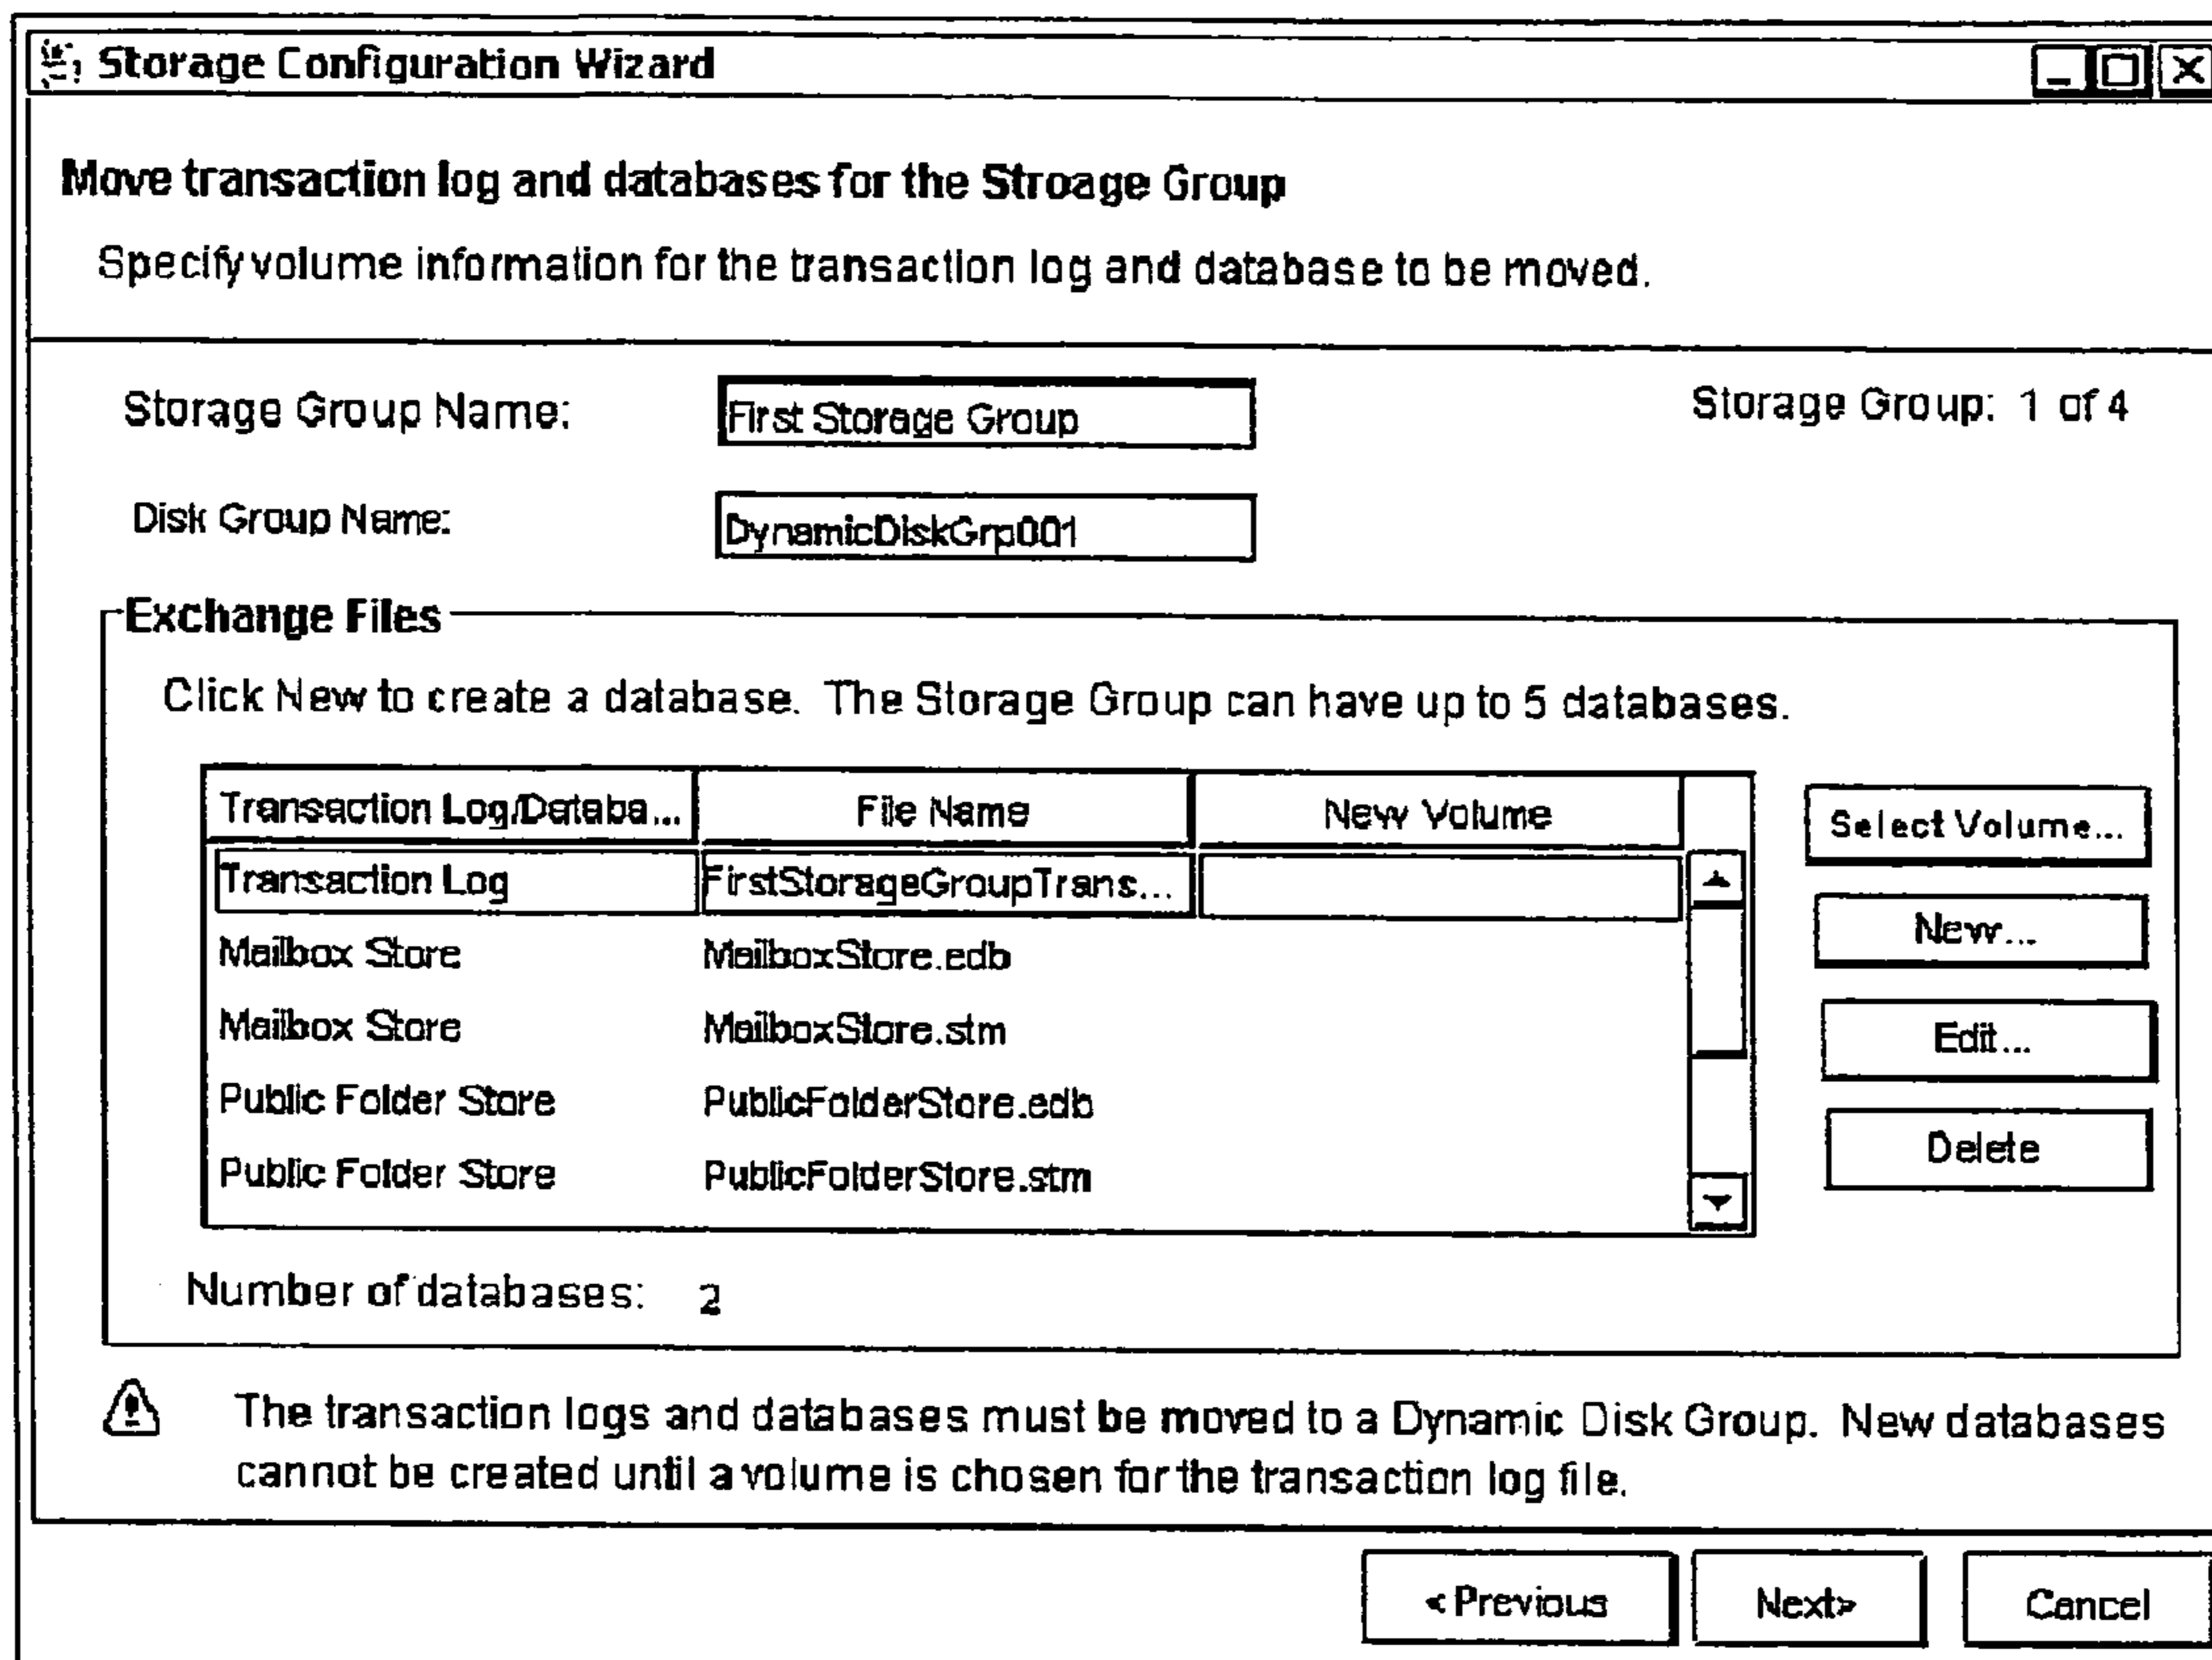 Storage Configuration Wizard
Move transaction log and databases for the Stroage Group
Specify volume information for the transaction log and database to be moved.
Storage Group Name: First Storage Group Storage Group: 1 of 4
Disk Group Name: DynamicDiskGrp001
Exchange Files
Click New to create a database. The Storage Group can have up to 5 databases.
Transaction Log/Databa... File Name New Volume Select Volume...
Transaction Log FirstStorageGroupTrans...
Mailbox Store MailboxStore.edb New...
Mailbox Store MailboxStore.stm Edit...
Public Folder Store PublicFolderStore.edb
Public Folder Store PublicFolderStore.stm Delete
Number of databases: 2
The transaction logs and databases must be moved to a Dynamic Disk Group. New databases
cannot be created until a volume is chosen for the transaction log file.
< Previous Next> Cancel